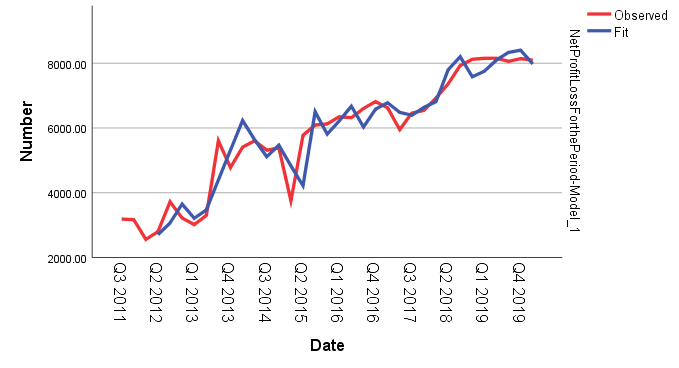 Observed
Fit
NetProfitLossForthePeriod-Model_1
Number
8000.00
6000.00
4000.00
2000.00
Q3 2011
Q2 2012
Q1 2013
Q4 2013
Q3 2014
Q2 2015
Q1 2016
Q4 2016
Q3 2017
Q2 2018
Q1 2019
Q4 2019
Date